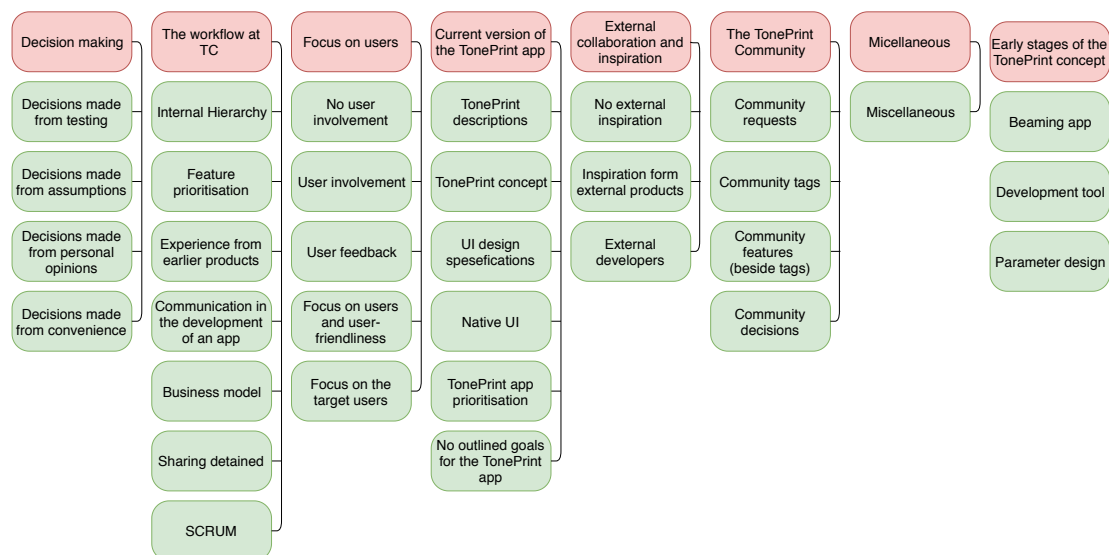 Decision making
Decisions made
from testing
Decisions made
from assumptions
Decisions made
from personal
opinions
Decisions made
from convenience
The workflow at
TC
Internal Hierarchy
Feature
prioritisation
Experience from
earlier products
Communication in
the development
of an app
Business model
Sharing detained
SCRUM
Focus on users
No user
involvement
User involvement
User feedback
Focus on users
and user-
friendliness
Focus on the
target users
Current version of
the TonePrint app
TonePrint
descriptions
TonePrint concept
UI design
spesefications
Native UI
TonePrint app
prioritisation
No outlined goals
for the TonePrint
app
External
collaboration and
inspiration
No external
inspiration
Inspiration form
external products
External
developers
The TonePrint
Community
Community
requests
Community tags
Community
features
(beside tags)
Community
decisions
Micellaneous
Miscellaneous
Early stages of the
TonePrint concept
Beaming app
Development tool
Parameter design